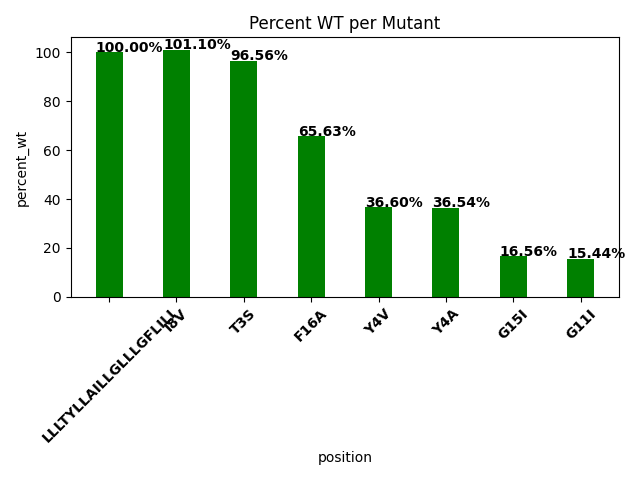 Percent WT per Mutant
100.00%
101.10%
96.56%
65.63%
36.60%
36.54%
16.56%
15.44%
percent_wt
100
80
60
40
20
0
LLLTYLLAILLGLLLGFLILI
I8V
T3S
F16A
Y4V
Y4A
G15I
G11I
position